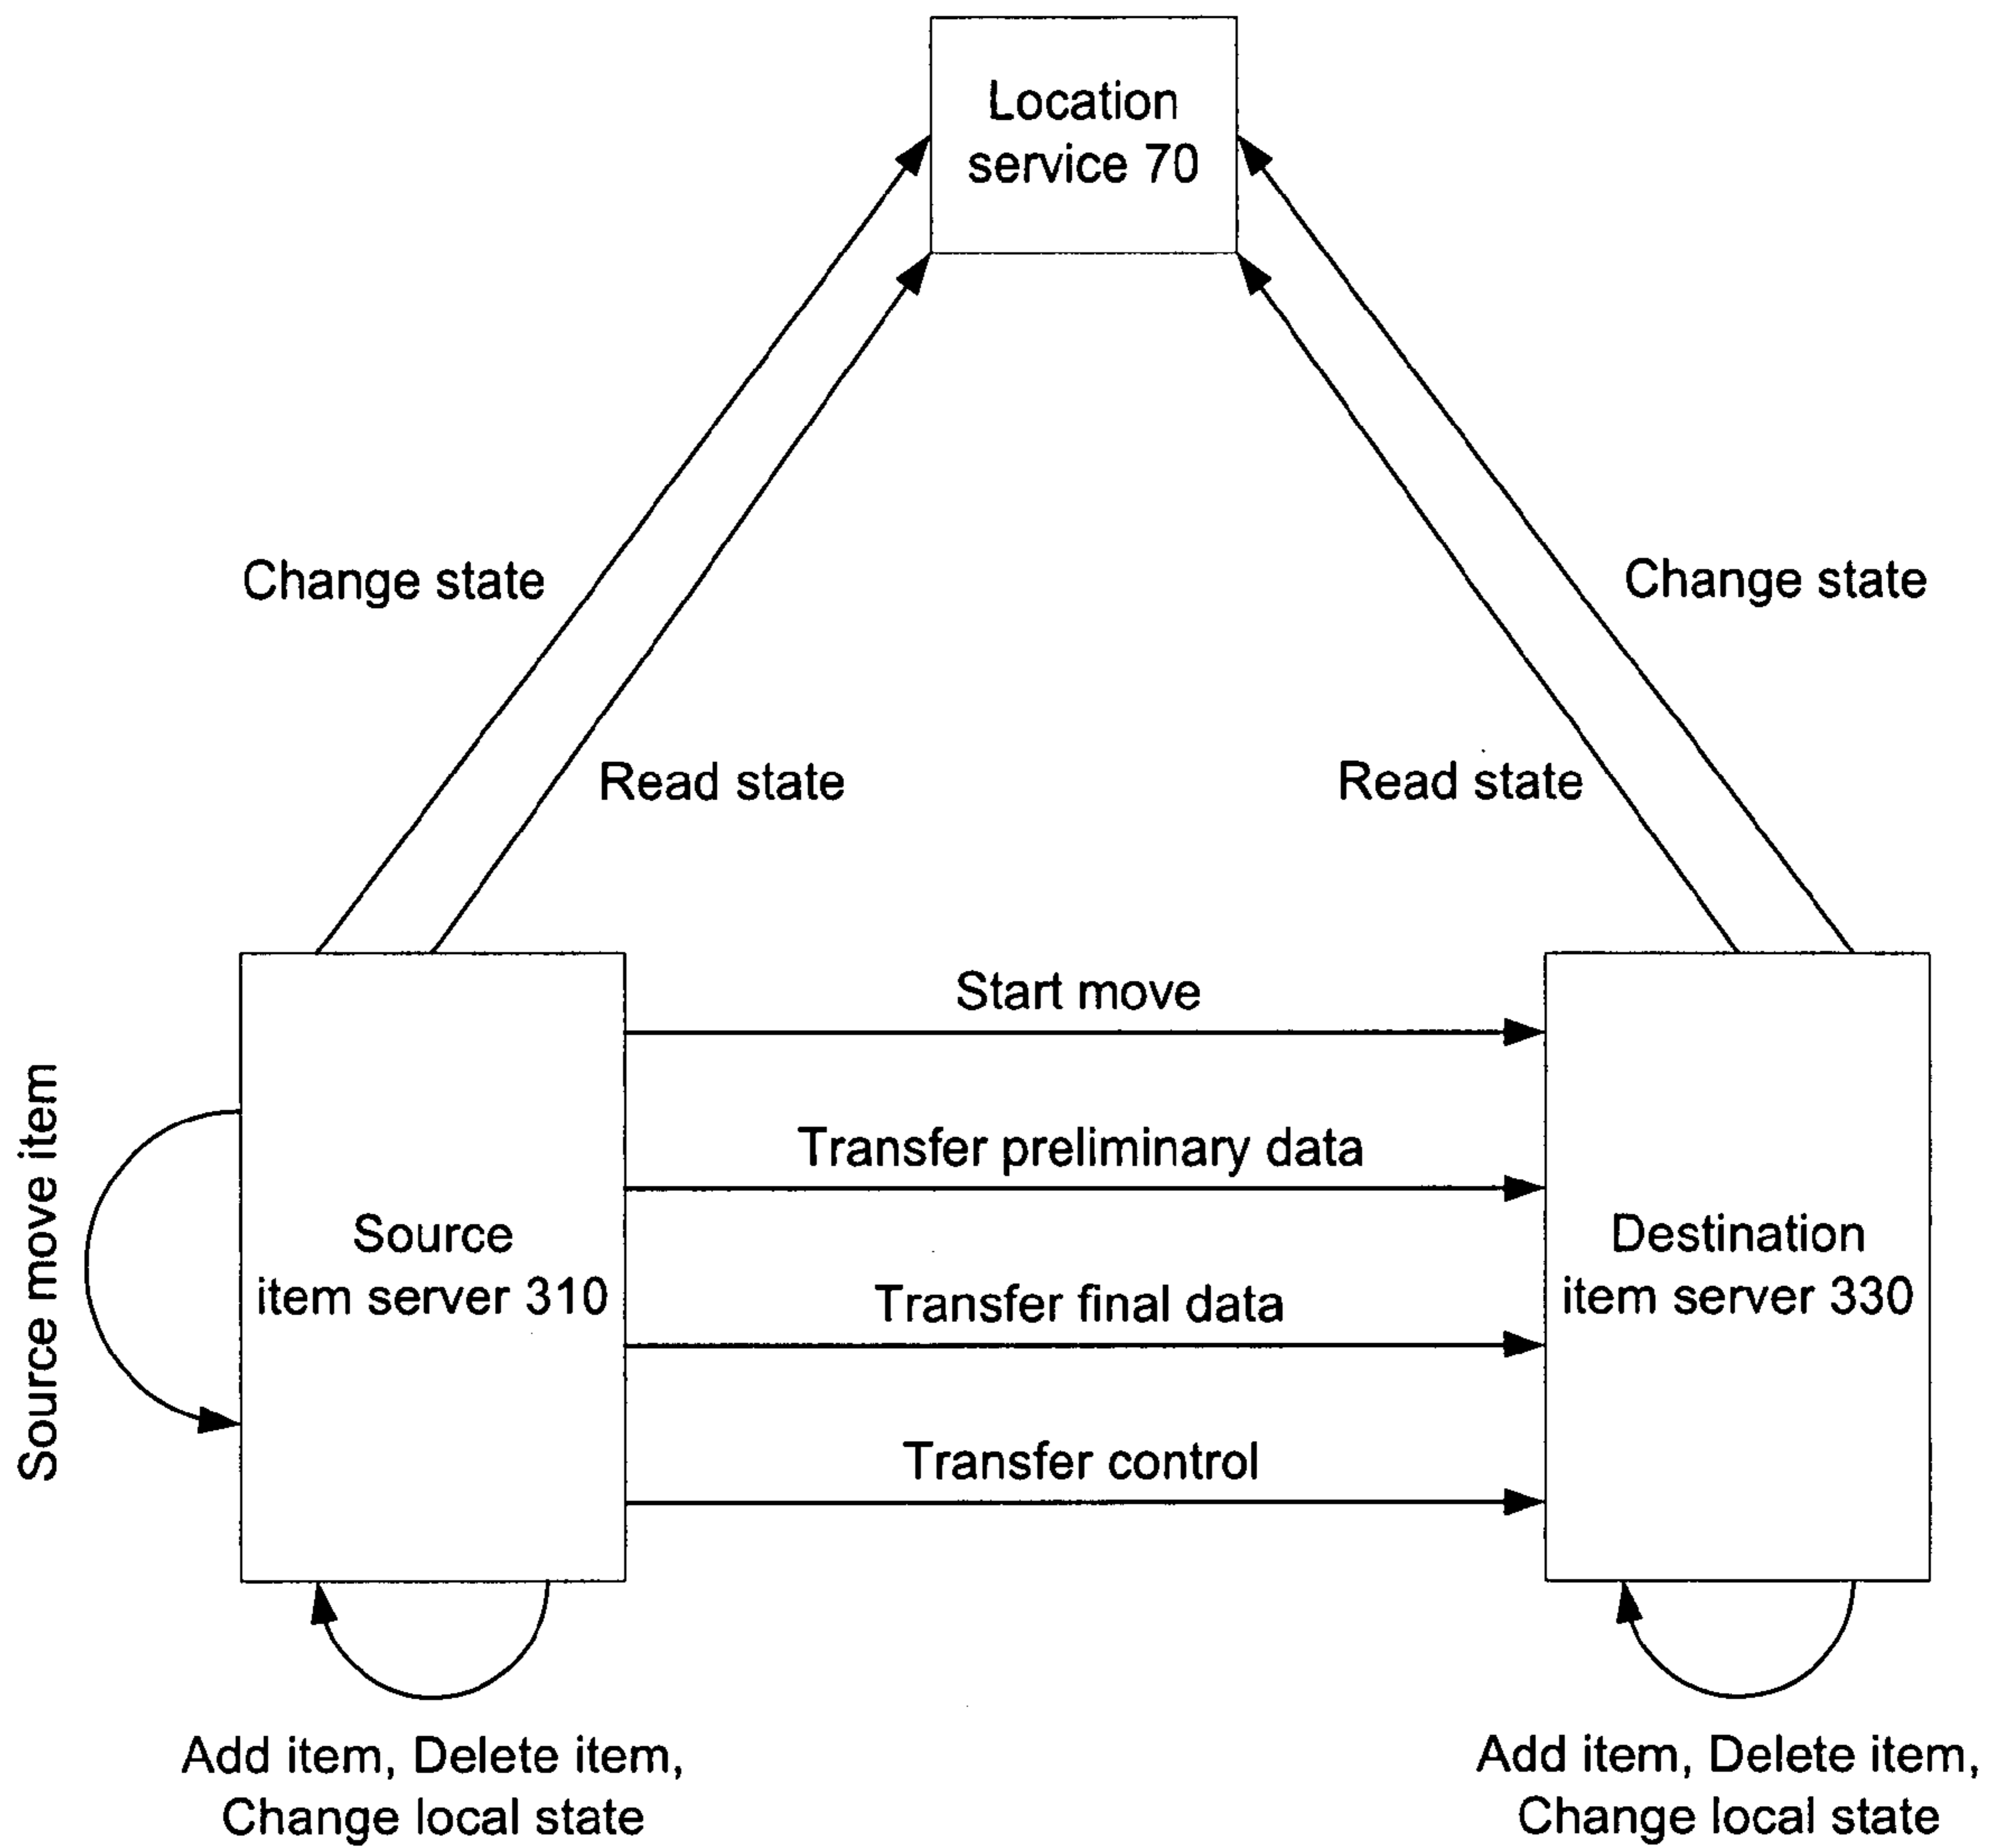 Location
service 70
Change state
Change state
Read state
Read state
Start move
Source move item
Transfer preliminary data
Source
item server 310
Destination
item server 330
Transfer final data
Transfer control
Add item, Delete item,
Change local state
Add item, Delete item,
Change local state